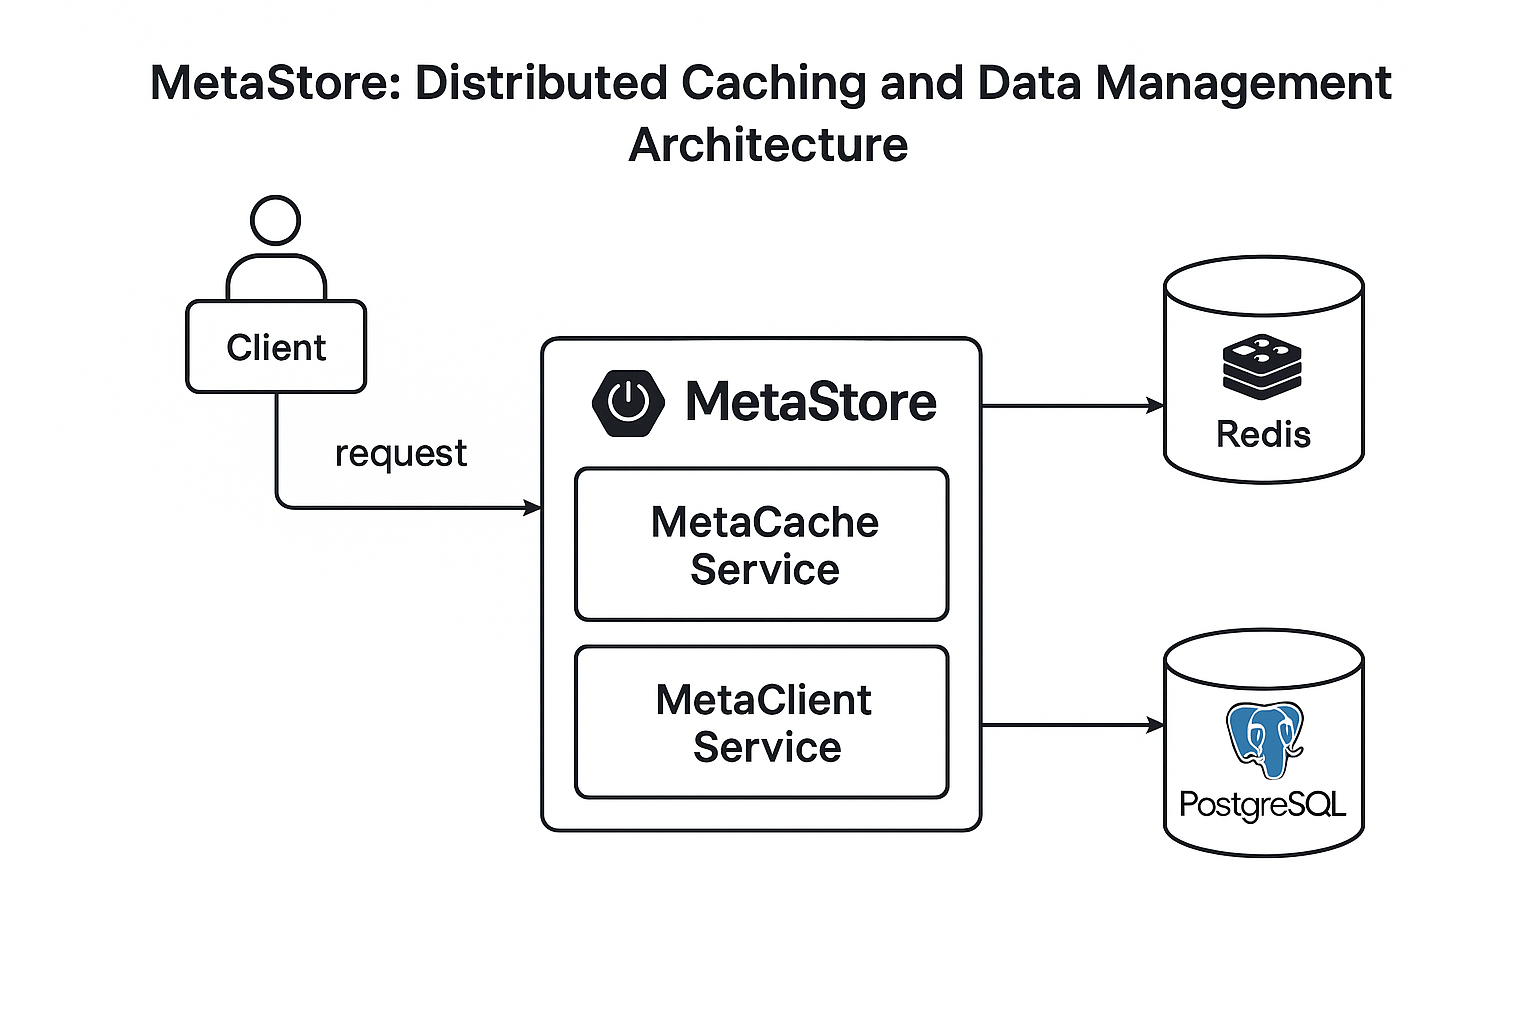 MetaStore: Distributed Caching and Data Management
Architecture
Client
request
MetaStore
MetaCache
Service
MetaClient
Service
Redis
PostgreSQL